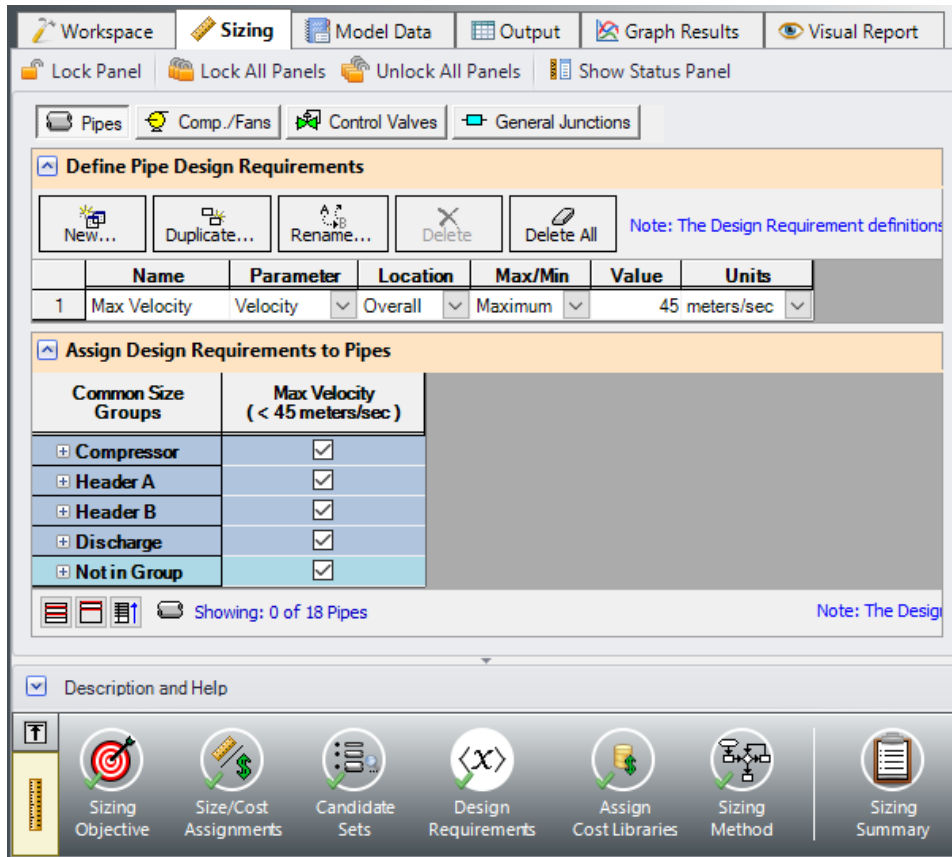 Workspace Sizing Model Data Output Graph Results Visual Report
Lock Panel Lock All Panels Unlock All Panels Show Status Panel
Pipes Comp./Fans Control Valves General Junctions
Define Pipe Design Requirements
New... Duplicate... Rename... Delete Delete All Note: The Design Requirement definitions
Name Parameter Location Max/Min Value Units
1 Max Velocity Velocity Overall Maximum 45 meters/sec
Assign Design Requirements to Pipes
Common Size Max Velocity
Groups ( < 45 meters/sec )
Compressor
Header A
Header B
Discharge
Not in Group
Showing: 0 of 18 Pipes Note: The Desig
Description and Help
Sizing Size/Cost Candidate Design Assign Sizing Sizing
Objective Assignments Sets Requirements Cost Libraries Method Summary